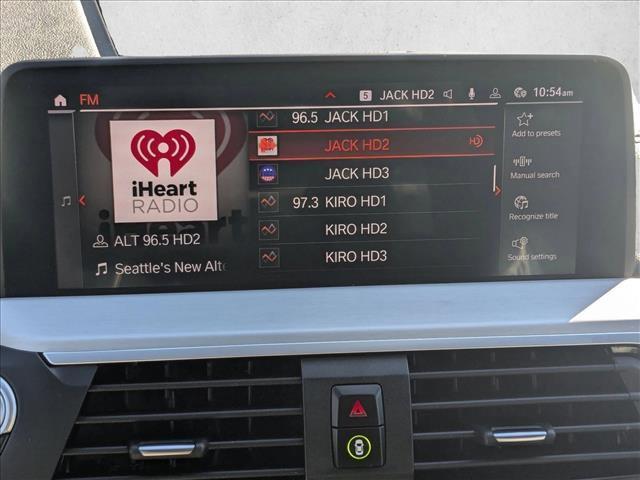 FM
5 JACK HD2
10:54am
iHeart
RADIO
ALT 96.5 HD2
Seattle's New Alte
96.5 JACK HD1
JACK HD2 HD
JACK HD3
97.3 KIRO HD1
KIRO HD2
KIRO HD3
Add to presets
Manual search
Recognize title
Sound settings